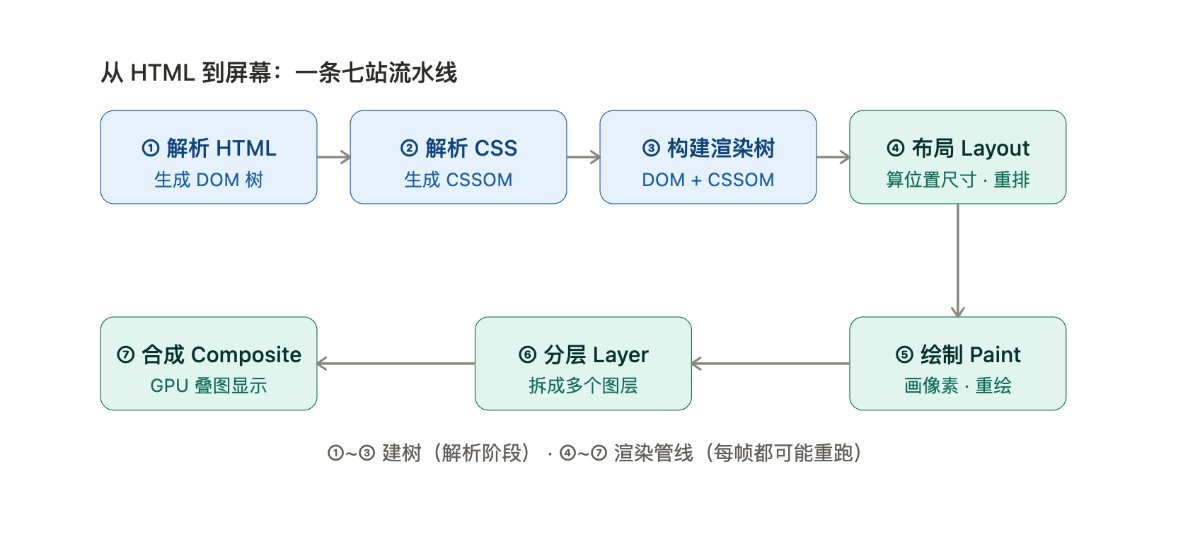 从 HTML 到屏幕：一条七站流水线
① 解析 HTML
生成 DOM 树
② 解析 CSS
生成 CSSOM
③ 构建渲染树
DOM + CSSOM
④ 布局 Layout
算位置尺寸 · 重排
⑤ 绘制 Paint
画像素 · 重绘
⑥ 分层 Layer
拆成多个图层
⑦ 合成 Composite
GPU 叠图显示
①~③ 建树（解析阶段） · ④~⑦ 渲染管线（每帧都可能重跑）